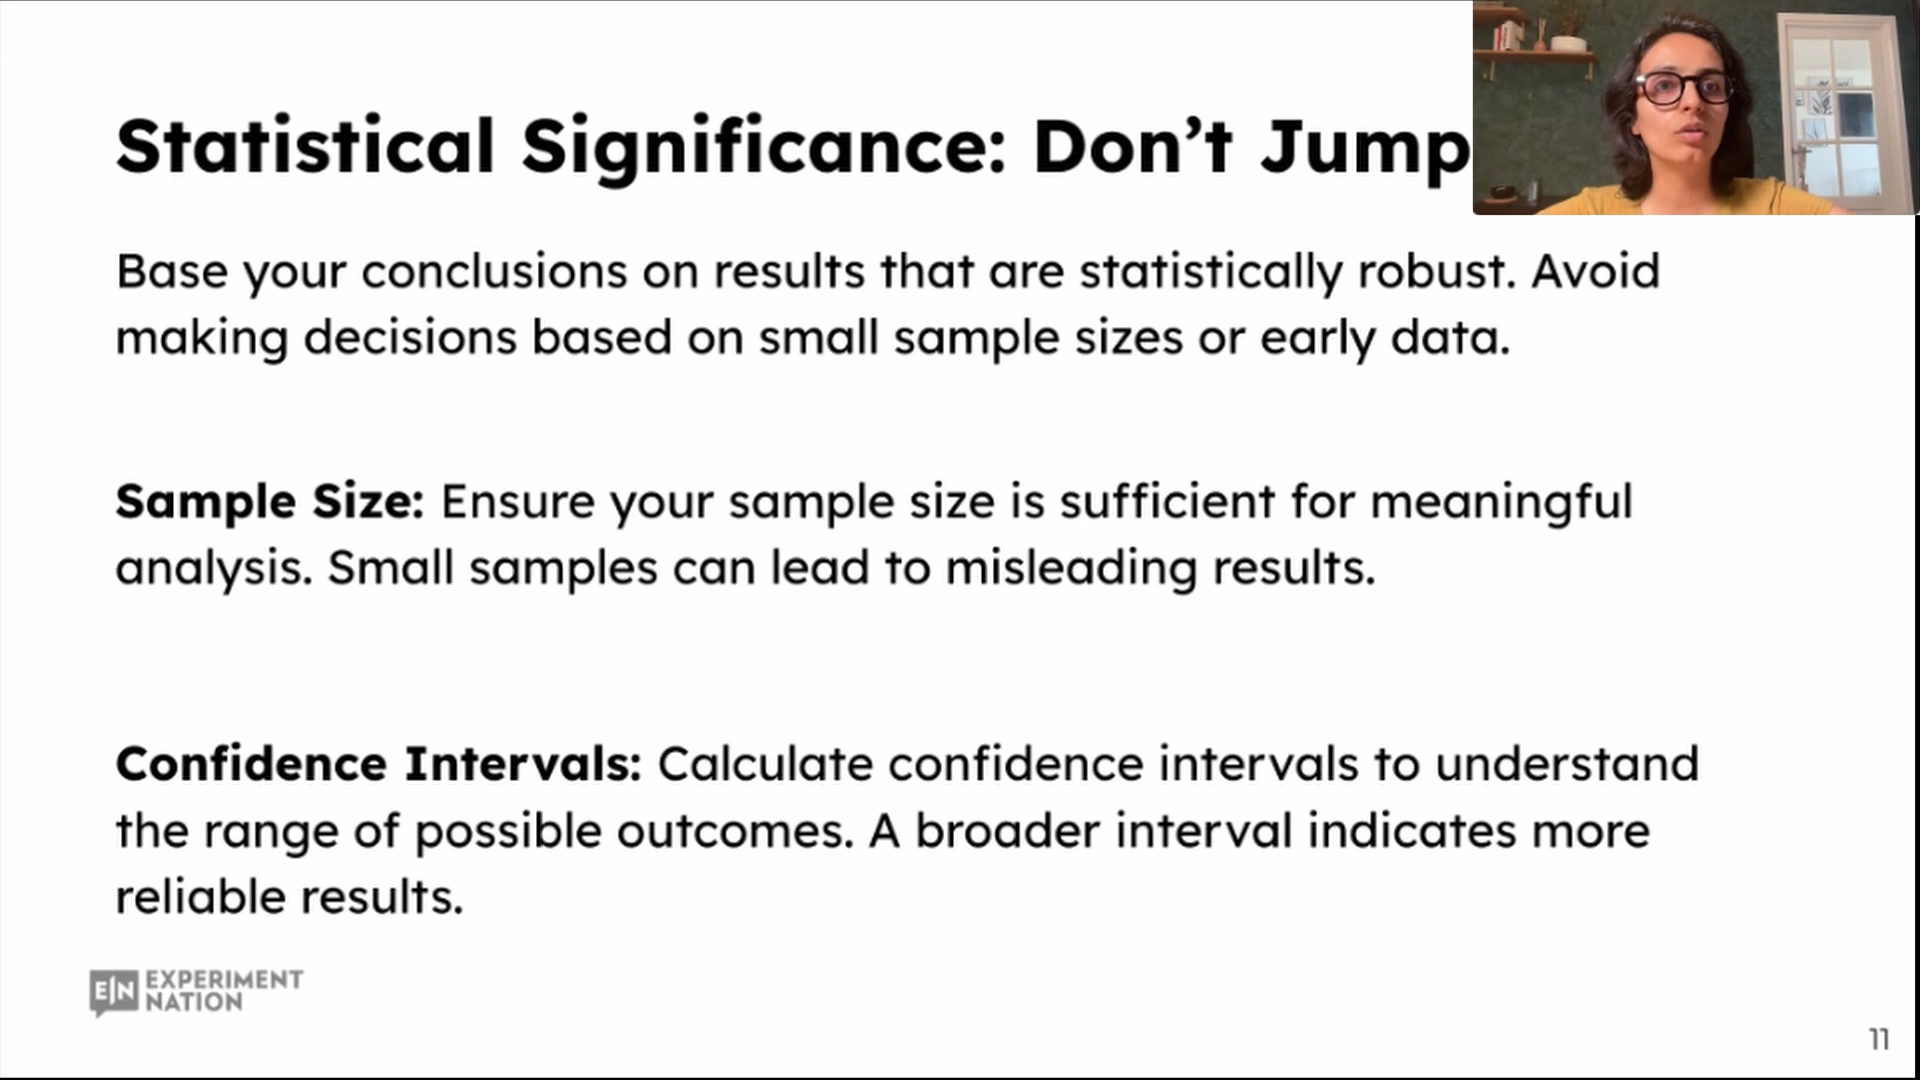 Statistical Significance: Don’t Jump
Base your conclusions on results that are statistically robust. Avoid
making decisions based on small sample sizes or early data.
Sample Size: Ensure your sample size is sufficient for meaningful
analysis. Small samples can lead to misleading results.
Confidence Intervals: Calculate confidence intervals to understand
the range of possible outcomes. A broader interval indicates more
reliable results.
E|N EXPERIMENT
NATION
11